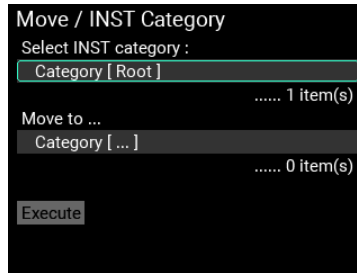 Move / INST Category
Select INST category :
Category [ Root ]
...... 1 item(s)
Move to ...
Category [ ... ]
...... 0 item(s)
Execute